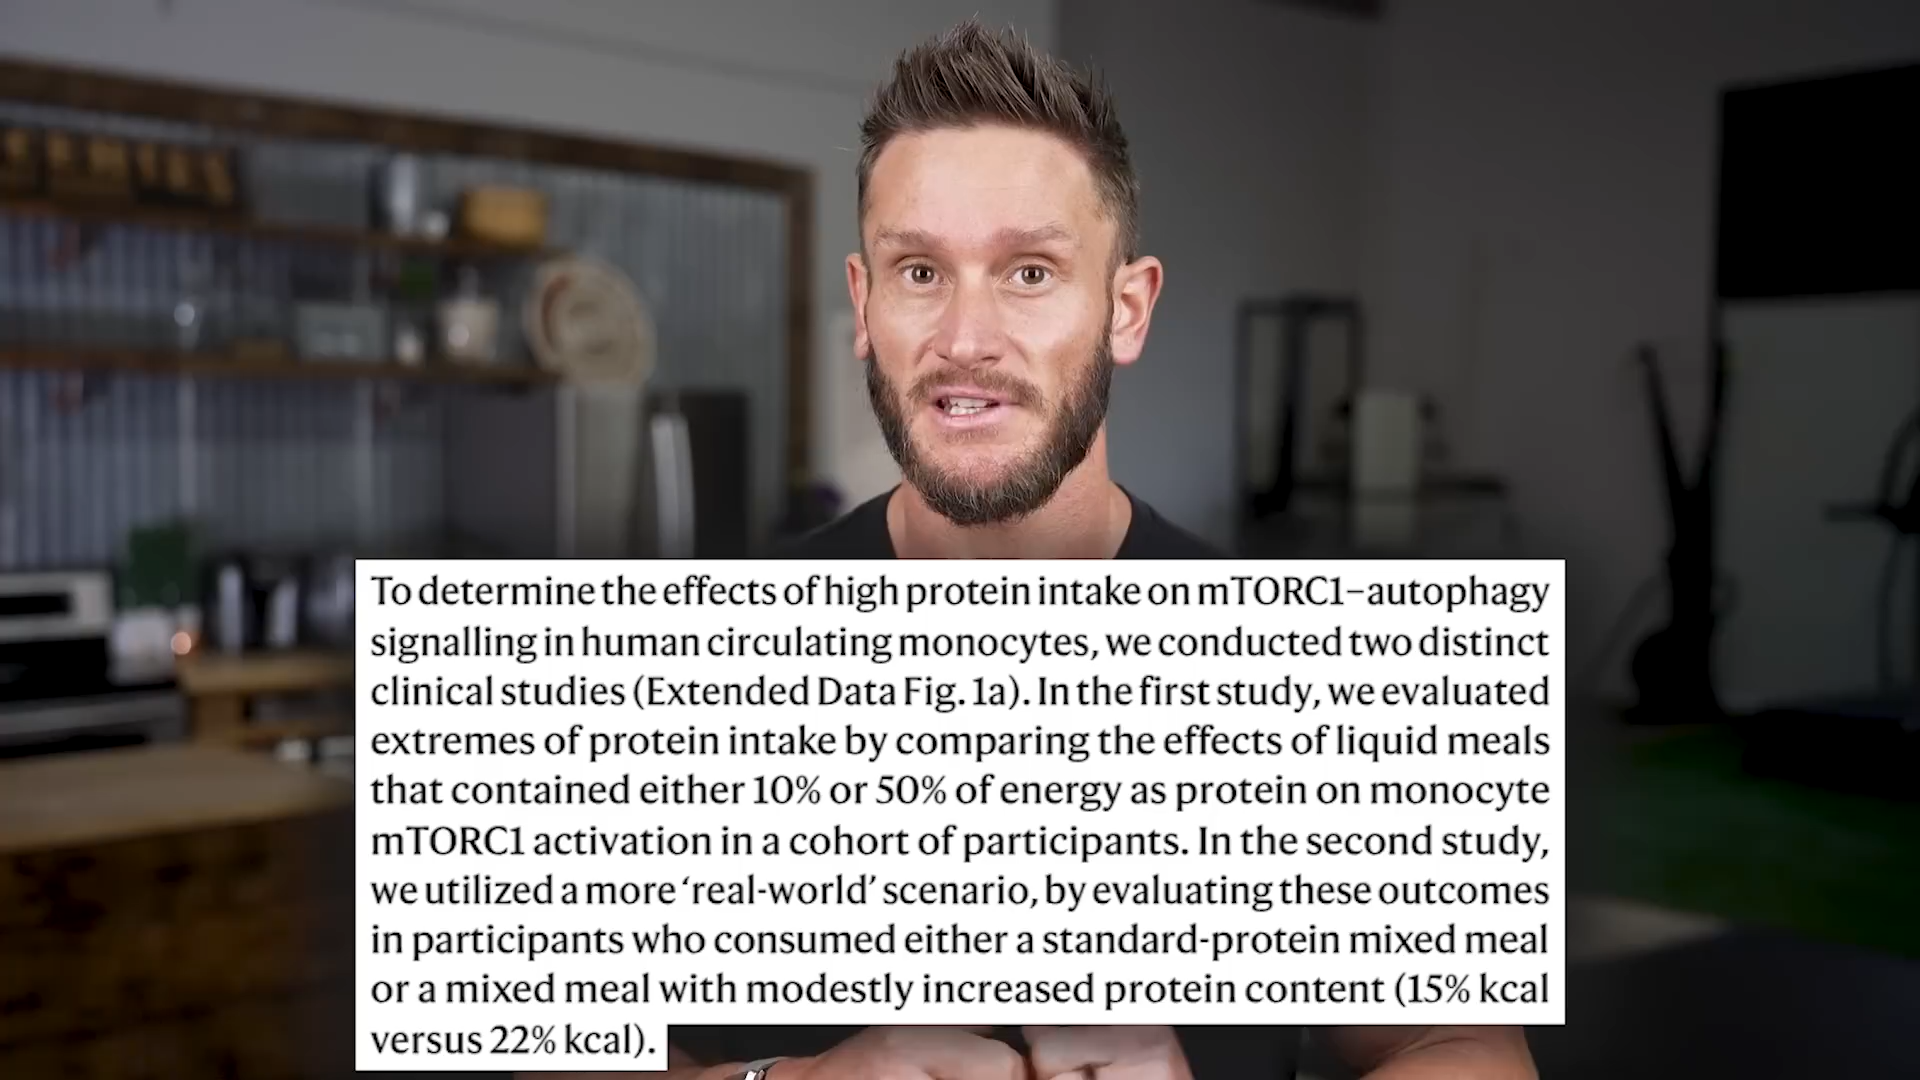 To determine the effects of high protein intake on mTORC1–autophagy
signalling in human circulating monocytes, we conducted two distinct
clinical studies (Extended Data Fig. 1a). In the first study, we evaluated
extremes of protein intake by comparing the effects of liquid meals
that contained either 10% or 50% of energy as protein on monocyte
mTORC1 activation in a cohort of participants. In the second study,
we utilized a more ‘real-world’ scenario, by evaluating these outcomes
in participants who consumed either a standard-protein mixed meal
or a mixed meal with modestly increased protein content (15% kcal
versus 22% kcal).